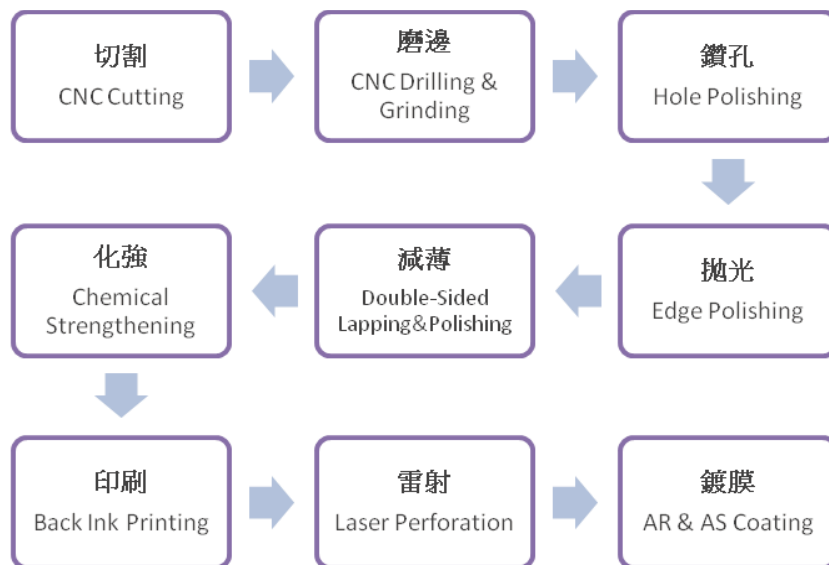 切割
CNC Cutting
磨邊
CNC Drilling &
Grinding
鑽孔
Hole Polishing
化強
Chemical
Strengthening
減薄
Double-Sided
Lapping&Polishing
拋光
Edge Polishing
印刷
Back Ink Printing
雷射
Laser Perforation
鍍膜
AR & AS Coating